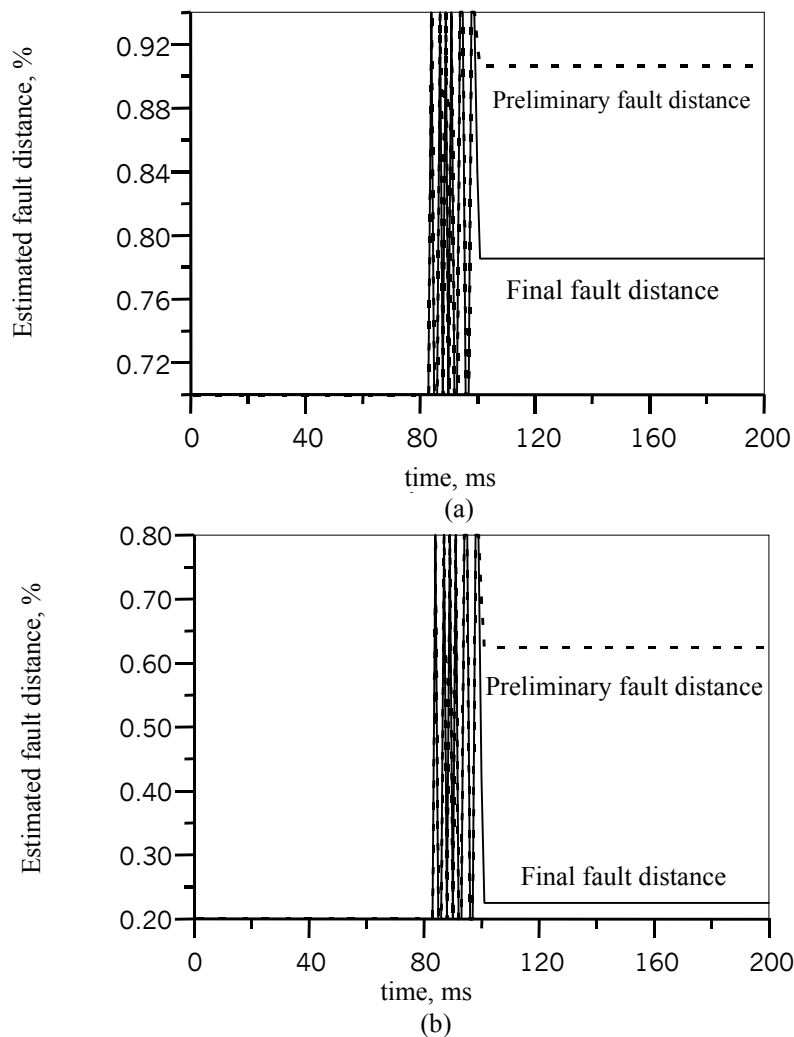 Estimated fault distance, %
0.92
0.88
0.84
0.80
0.76
0.72
Preliminary fault distance
Final fault distance
0 40 80 120 160 200
time, ms
(a)
Estimated fault distance, %
0.80
0.70
0.60
0.50
0.40
0.30
0.20
Preliminary fault distance
Final fault distance
0 40 80 120 160 200
time, ms
(b)